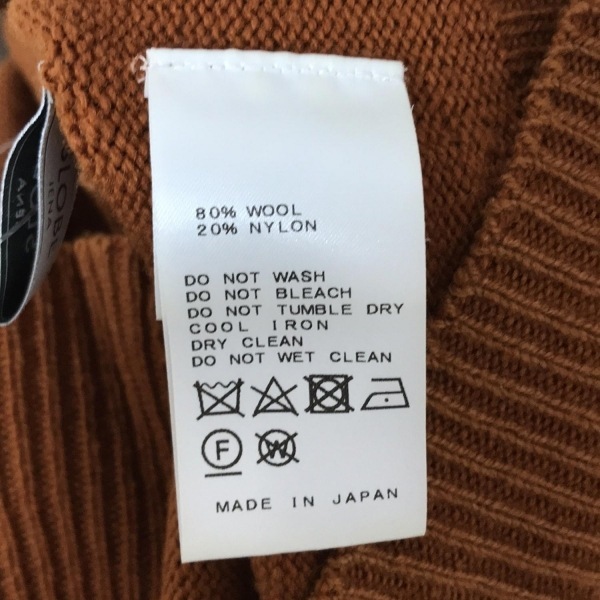 80% WOOL
20% NYLON
DO NOT WASH
DO NOT BLEACH
DO NOT TUMBLE DRY
COOL IRON
DRY CLEAN
DO NOT WET CLEAN
F W
MADE IN JAPAN